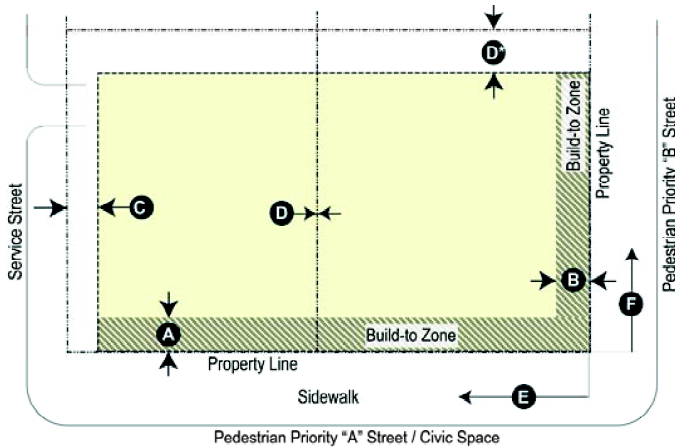 D*
Build-to Zone
Property Line
Pedestrian Priority "B" Street
Service Street
C
D
B
F
A
Build-to Zone
Property Line
Sidewalk
E
Pedestrian Priority "A" Street / Civic Space